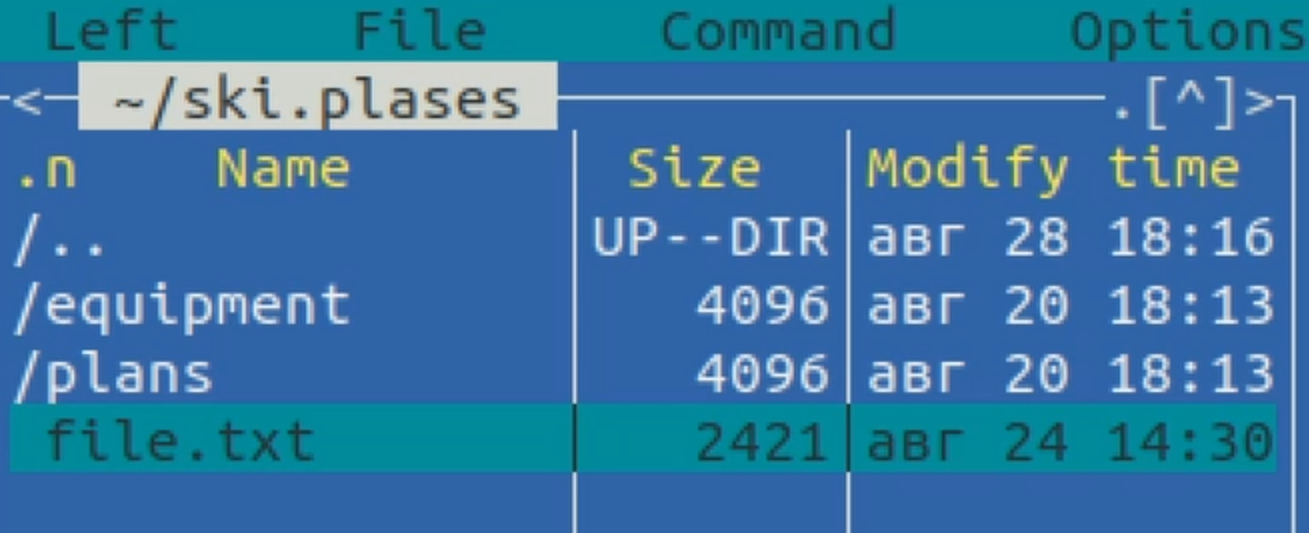 Left File Command Options
<- ~/ski.plases .[^]>
.n Name Size Modify time
/.. UP--DIR авг 28 18:16
/equipment 4096 авг 20 18:13
/plans 4096 авг 20 18:13
file.txt 2421 авг 24 14:30